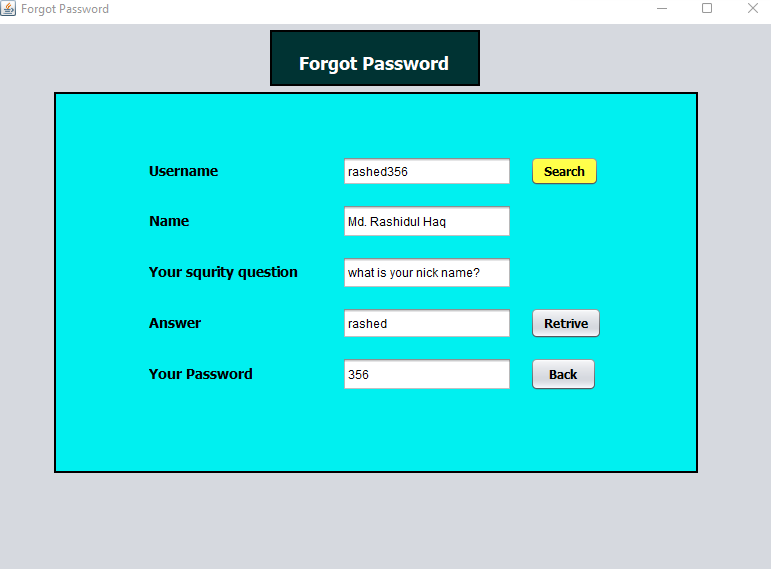 Forgot Password
Forgot Password
Username rashed356 Search
Name Md. Rashidul Haq
Your squrity question what is your nick name?
Answer rashed Retrive
Your Password 356 Back